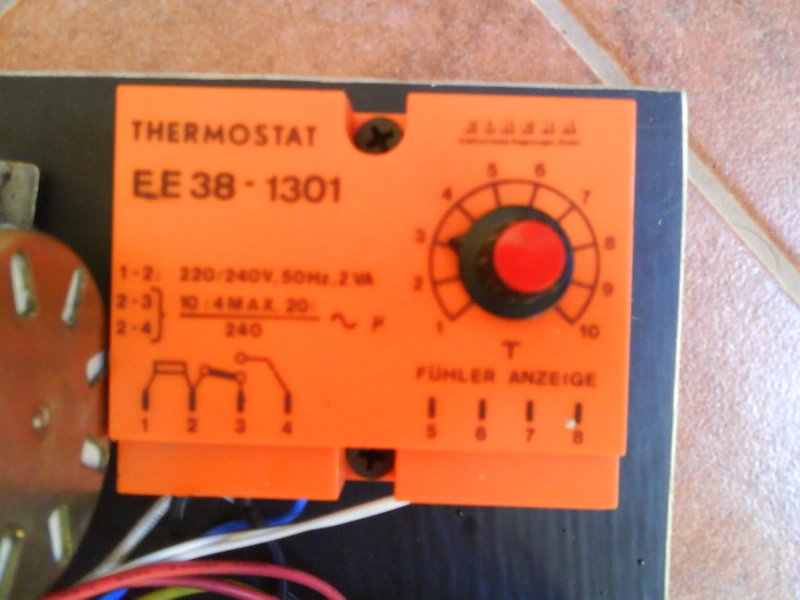 THERMOSTAT
EE 38 - 1301
1-2: 220/240V, 50Hz, 2VA
2-3
2-4
10 (4 MAX. 20)
240
~ µ
1 2 3 4
1 2 3 4 5 6 7 8 9 10
T
FÜHLER ANZEIGE
5 6 7 8